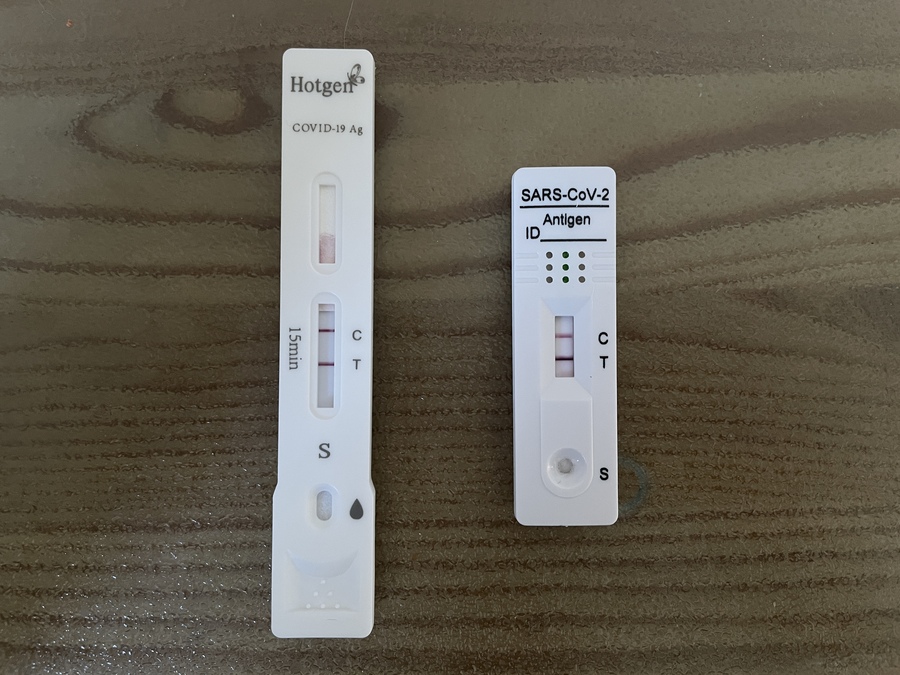 Hotgen
COVID-19 Ag
15min
C
T
S
SARS-CoV-2
Antigen
ID
C
T
S